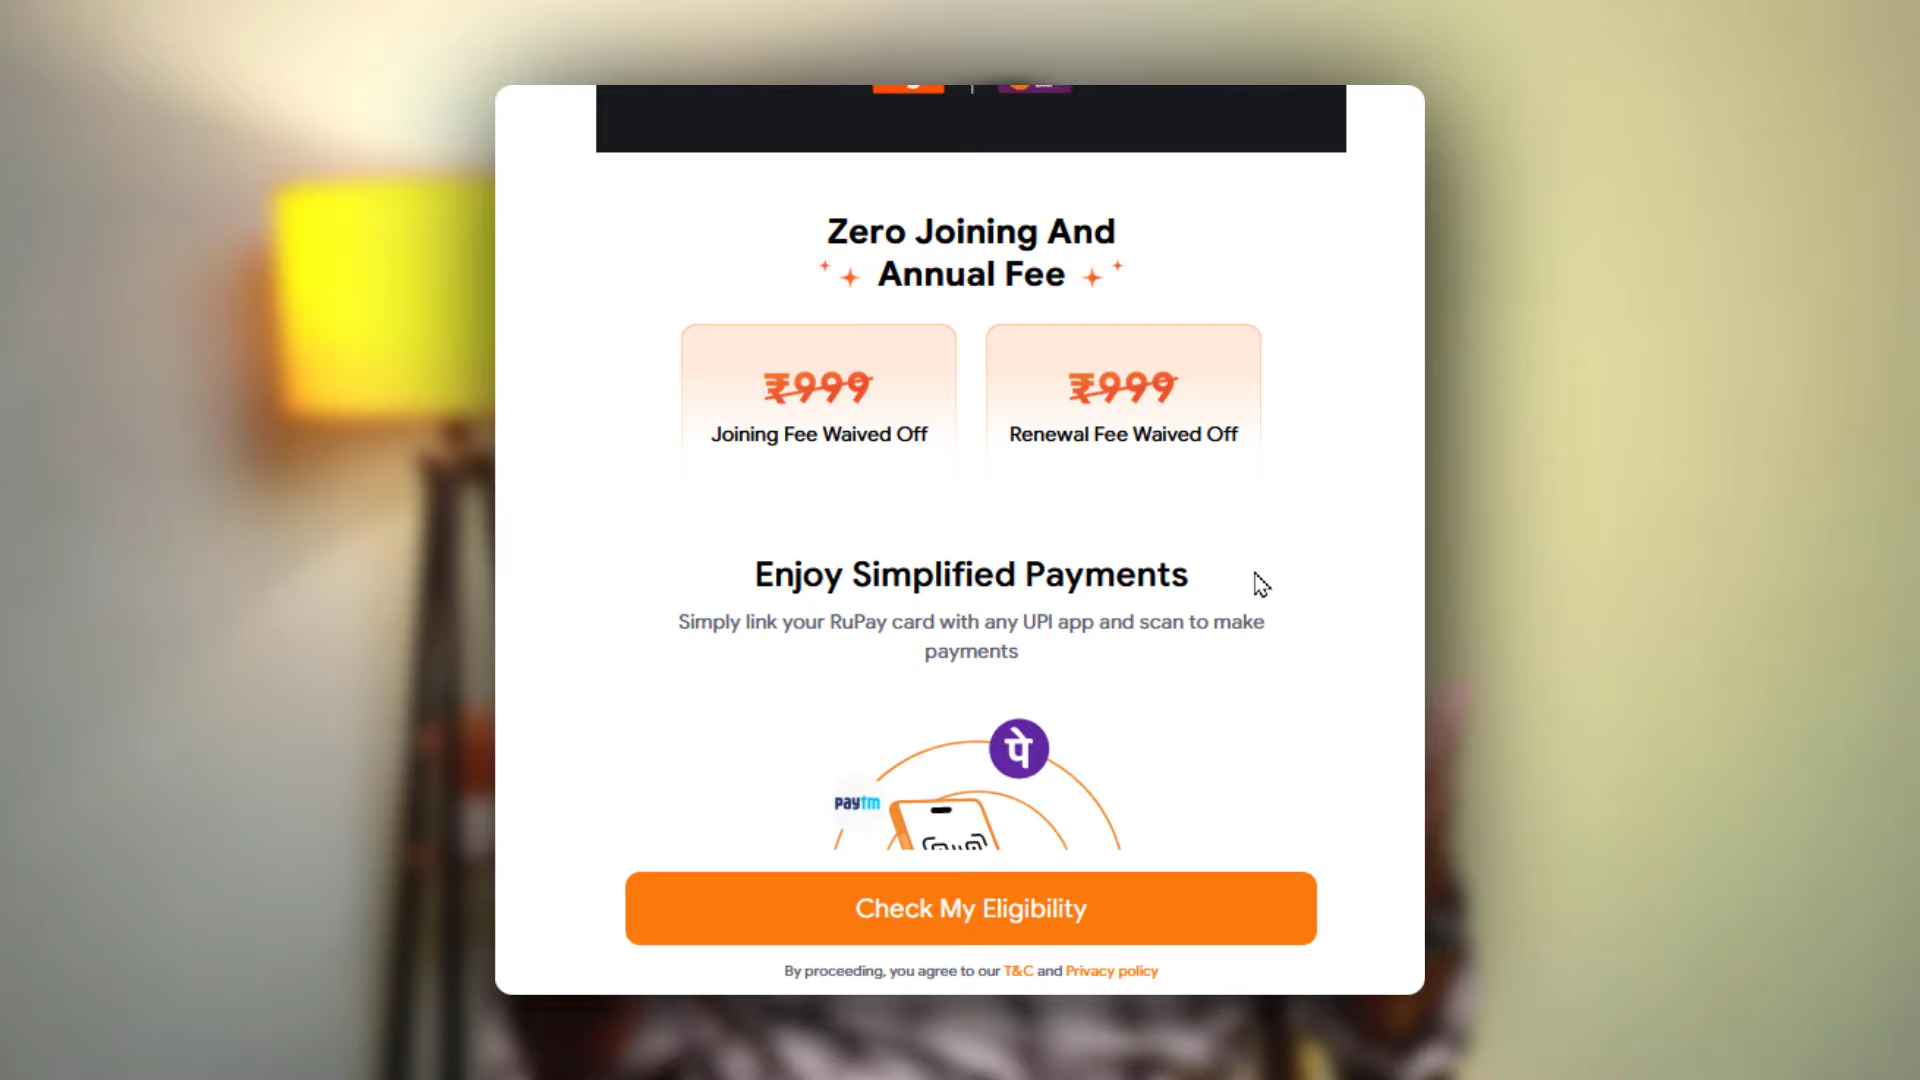 Zero Joining And
Annual Fee
₹999
₹999
Joining Fee Waived Off
Renewal Fee Waived Off
Enjoy Simplified Payments
Simply link your RuPay card with any UPI app and scan to make
payments
पे
paytm
Check My Eligibility
By proceeding, you agree to our T&C and Privacy policy